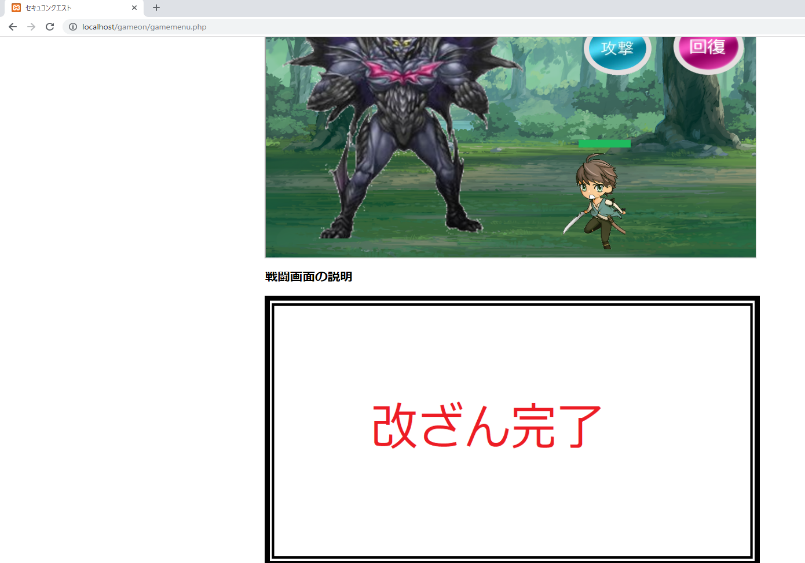 セキュコンクエスト
localhost/gameon/gamemenu.php
攻撃
回復
戦闘画面の説明
改ざん完了